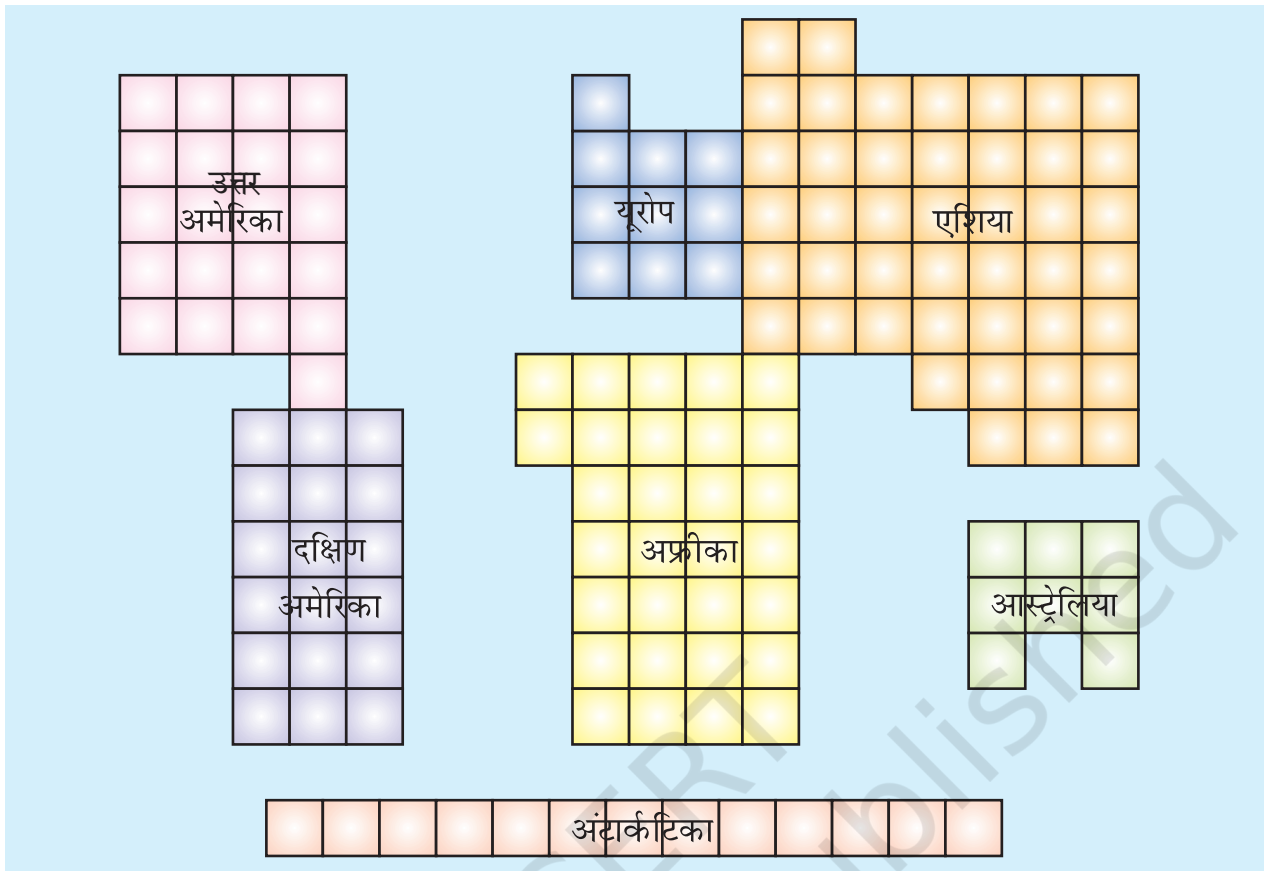 उत्तर
अमेरिका
यूरोप
एशिया
दक्षिण
अमेरिका
अफ्रीका
आस्ट्रेलिया
अंटार्कटिका